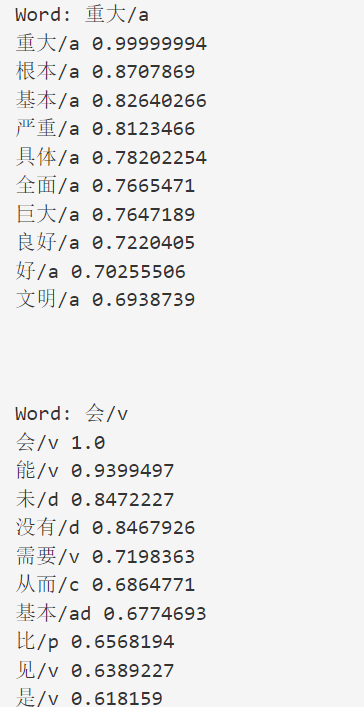 Word: 重大/a
重大/a 0.99999994
根本/a 0.8707869
基本/a 0.82640266
严重/a 0.8123466
具体/a 0.78202254
全面/a 0.7665471
巨大/a 0.7647189
良好/a 0.7220405
好/a 0.70255506
文明/a 0.6938739
Word: 会/v
会/v 1.0
能/v 0.9399497
未/d 0.8472227
没有/d 0.8467926
需要/v 0.7198363
从而/c 0.6864771
基本/ad 0.6774693
比/p 0.6568194
见/v 0.6389227
是/v 0.618159